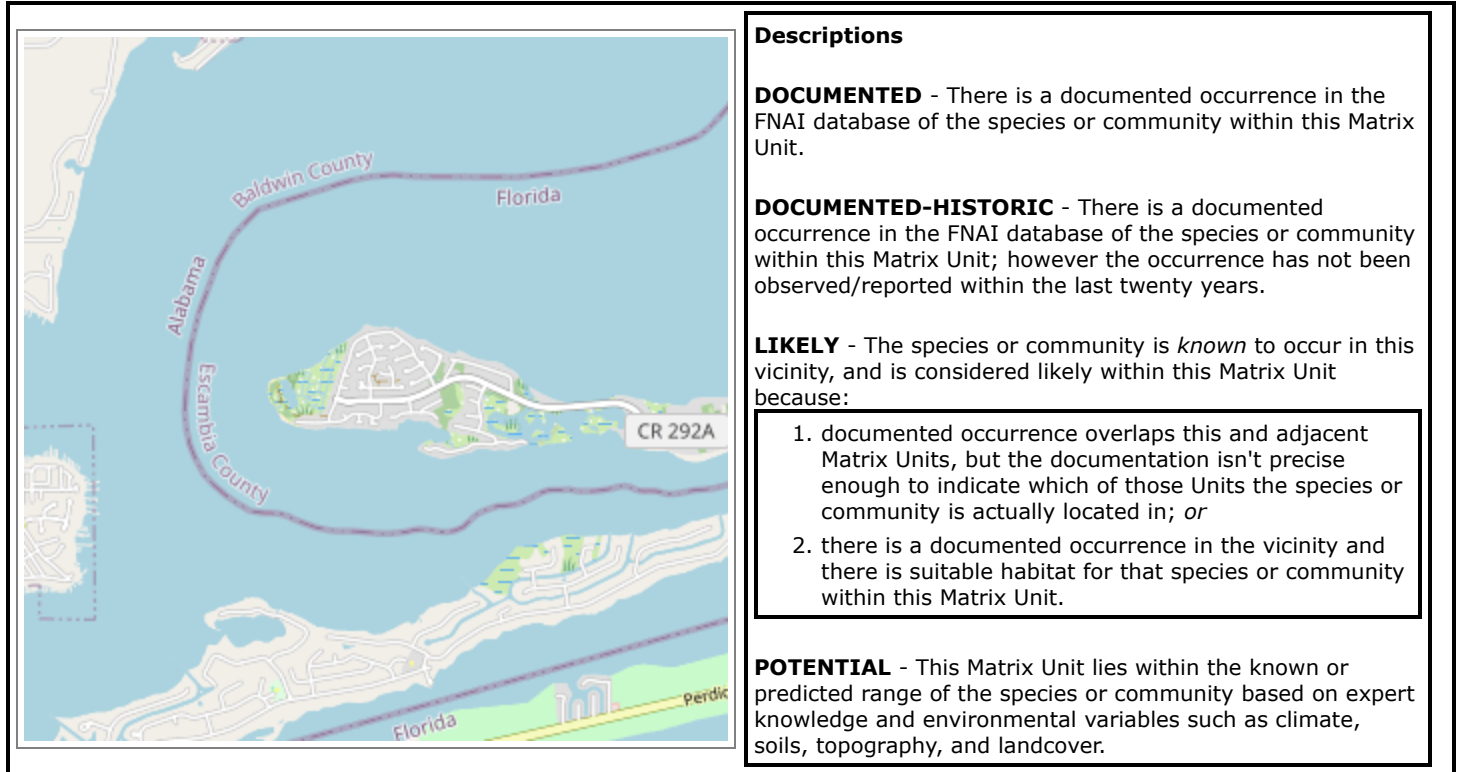 Baldwin County
Florida
Alabama
Escambia County
CR 292A
Florida
Descriptions
DOCUMENTED - There is a documented occurrence in the
FNAI database of the species or community within this Matrix
Unit.
DOCUMENTED-HISTORIC - There is a documented
occurrence in the FNAI database of the species or community
within this Matrix Unit; however the occurrence has not been
observed/reported within the last twenty years.
LIKELY - The species or community is known to occur in this
vicinity, and is considered likely within this Matrix Unit
because:
1. documented occurrence overlaps this and adjacent
Matrix Units, but the documentation isn't precise
enough to indicate which of those Units the species or
community is actually located in; or
2. there is a documented occurrence in the vicinity and
there is suitable habitat for that species or community
within this Matrix Unit.
POTENTIAL - This Matrix Unit lies within the known or
predicted range of the species or community based on expert
knowledge and environmental variables such as climate,
soils, topography, and landcover.